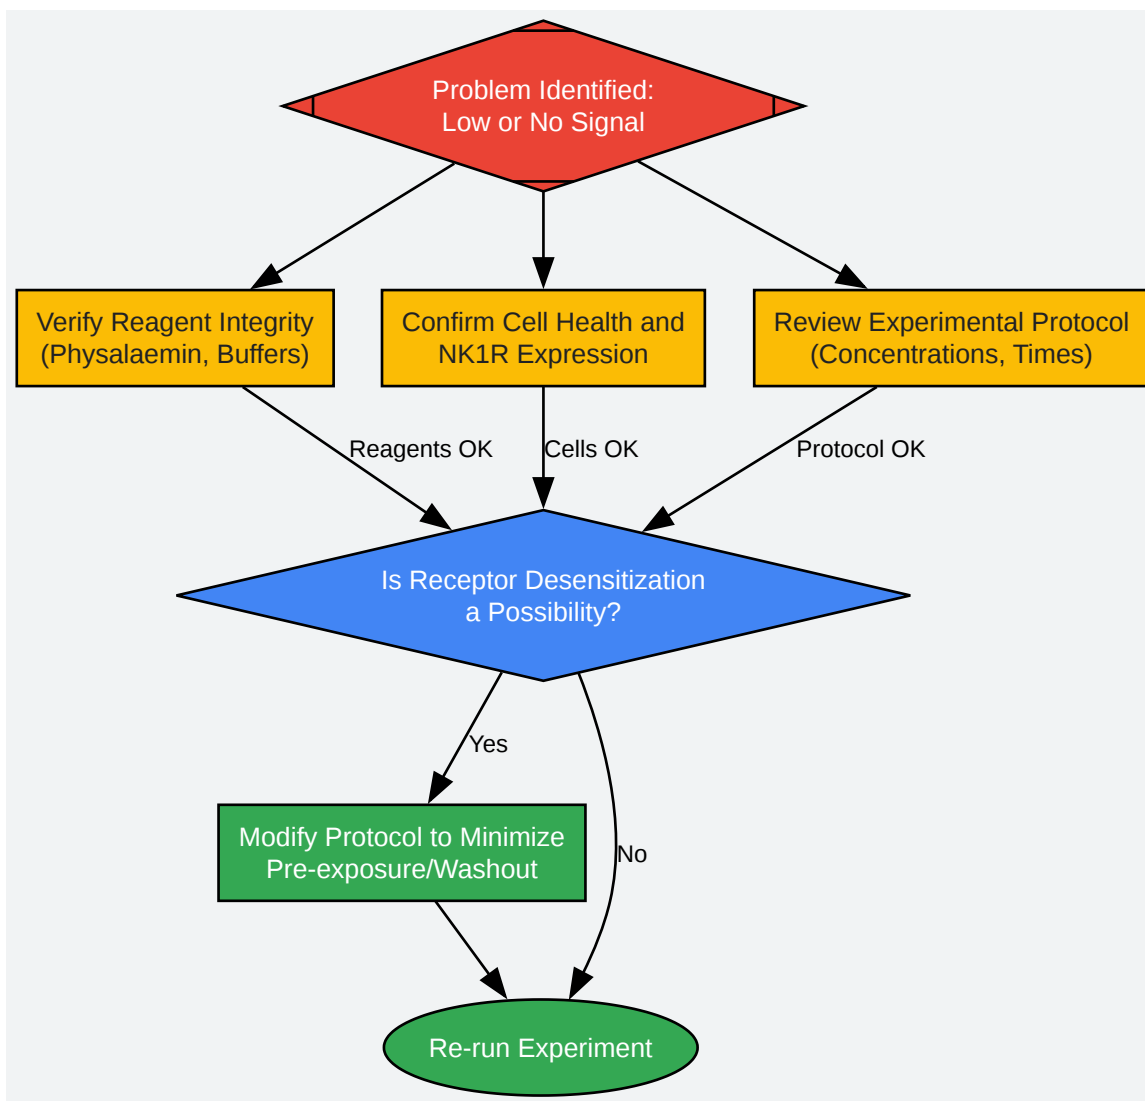 Problem Identified:
Low or No Signal
Verify Reagent Integrity
(Physalaemin, Buffers)
Confirm Cell Health and
NK1R Expression
Review Experimental Protocol
(Concentrations, Times)
Reagents OK
Cells OK
Protocol OK
Is Receptor Desensitization
a Possibility?
Yes
Modify Protocol to Minimize
Pre-exposure/Washout
No
Re-run Experiment